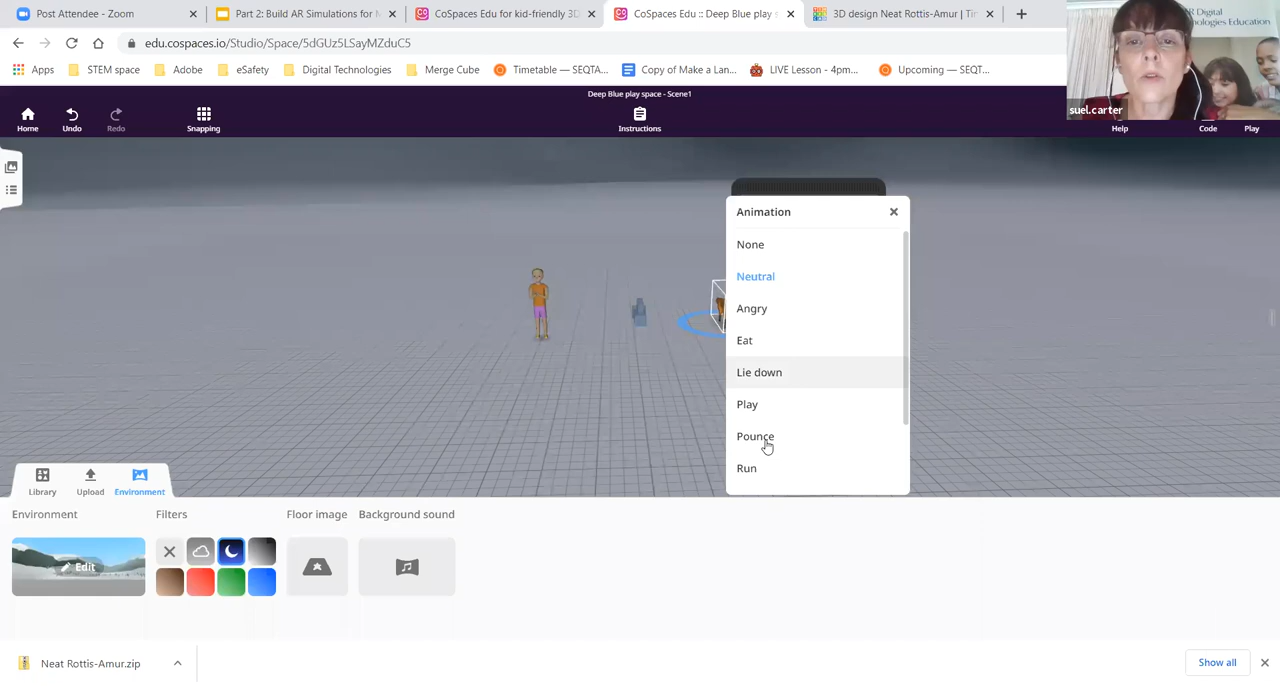 Post Attendee - Zoom
Part 2: Build AR Simulations for M
CoSpaces Edu for kid-friendly 3D
CoSpaces Edu :: Deep Blue play s
3D design Neat Rottis-Amur | Tin
edu.cospaces.io/Studio/Space/5dGUz5LSayMZduC5
Apps
STEM space
Adobe
eSafety
Digital Technologies
Merge Cube
Timetable — SEQTA...
Copy of Make a Lan...
LIVE Lesson - 4pm...
Upcoming — SEQT...
R Digital
nologies Education
suel.carter
Deep Blue play space - Scene1
Home
Undo
Redo
Snapping
Instructions
Help
Code
Play
Animation
None
Neutral
Angry
Eat
Lie down
Play
Pounce
Run
Library
Upload
Environment
Environment
Filters
Floor image
Background sound
Edit
Neat Rottis-Amur.zip
Show all